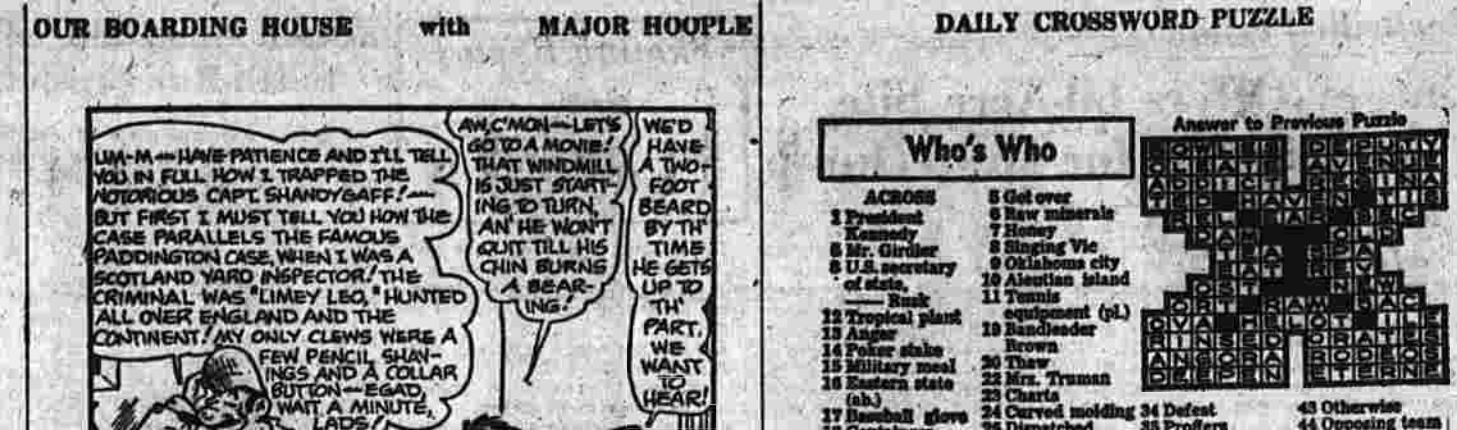 OUR BOARDING HOUSE with MAJOR HOOPLE
UM-M—HAVE PATIENCE AND I'LL TELL
YOU IN FULL HOW I TRAPPED THE
NOTORIOUS CAPT. SHANDYGAFF!—
BUT FIRST I MUST TELL YOU HOW THE
CASE PARALLELS THE FAMOUS
PADDINGTON CASE, WHEN I WAS A
SCOTLAND YARD INSPECTOR! THE
CRIMINAL WAS "LIMEY LEO," HUNTED
ALL OVER ENGLAND AND THE
CONTINENT! MY ONLY CLEWS WERE A
FEW PENCIL SHAV-
INGS AND A COLLAR
BUTTON—EGAD,
WAIT A MINUTE,
LADS!
AW, C'MON—LET'S
GO TO A MOVIE!
THAT WINDMILL
IS JUST START-
ING TO TURN,
AN' HE WON'T
QUIT TILL HIS
CHIN BURNS
A BEAR-
ING!
WE'D
HAVE
A TWO-
FOOT
BEARD
BY TH'
TIME
HE GETS
UP TO
TH'
PART
WE
WANT
TO
HEAR!
DAILY CROSSWORD PUZZLE
Who's Who
ACROSS
1 President
Kennedy
5 Mr. Girdler
8 U.S. secretary
of state,
—— Rusk
12 Tropical plant
13 Anger
14 Poker stake
15 Military meal
16 Eastern state
(ab.)
17 Baseball glove
5 Get over
6 Raw minerals
7 Honey
8 Singing Vic
9 Oklahoma city
10 Aleutian island
11 Tennis
equipment (pl.)
19 Bandleader
Brown
20 Thaw
22 Mrs. Truman
23 Charts
24 Curved molding
25 Dispatched
Answer to Previous Puzzle
34 Defest
35 Proffers
43 Otherwise
44 Opposing team